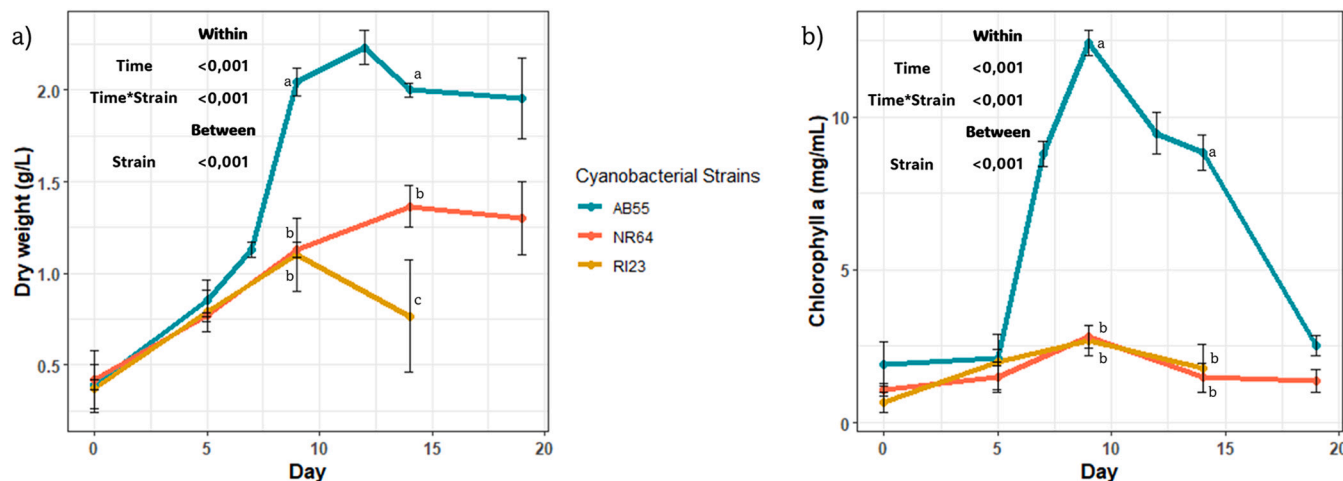 a)
Within
Time <0,001
Time*Strain <0,001
Between
Strain <0,001
Dry weight (g/L)
2.0
1.5
1.0
0.5
a
a
b
b
b
c
0 5 10 15 20
Day
Cyanobacterial Strains
AB55
NR64
RI23
b)
Within
Time <0,001
Time*Strain <0,001
Between
Strain <0,001
Chlorophyll a (mg/mL)
10
5
0
a
a
b
b
b
b
0 5 10 15 20
Day